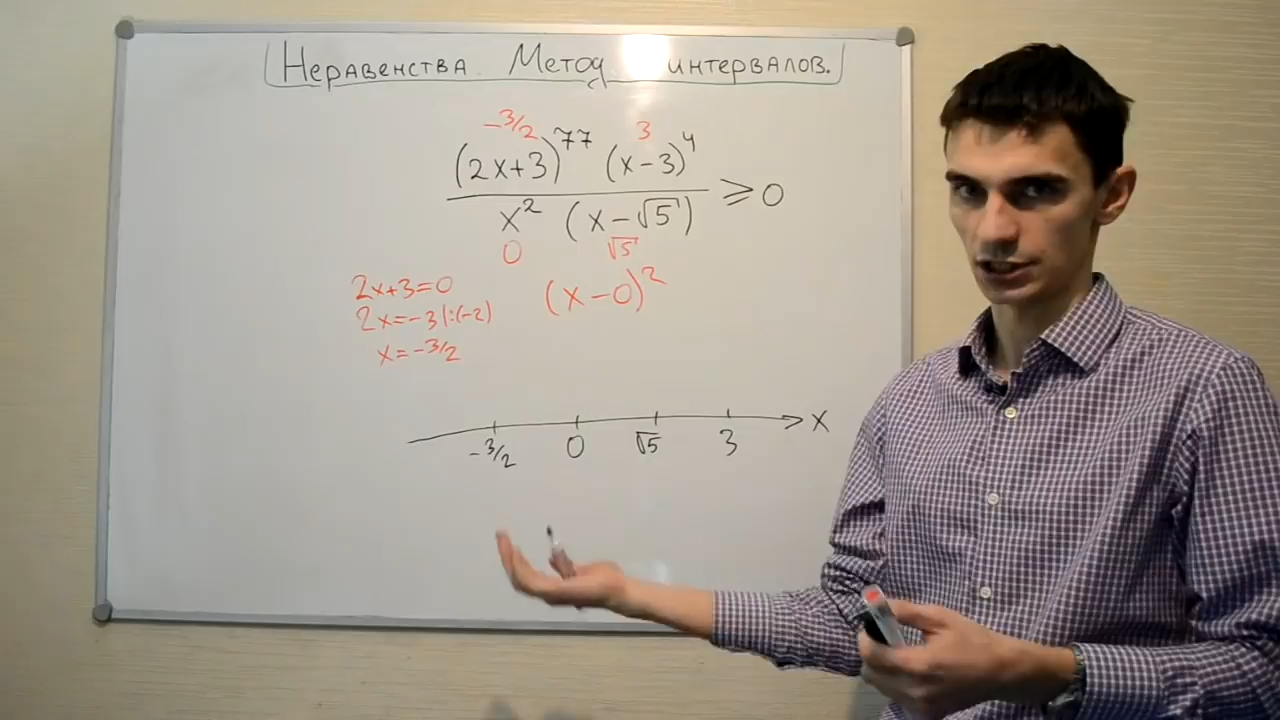 Неравенства. Метод интервалов.
-3/2 3
(2x+3)^77 (x-3)^4
x^2 (x-√5) ≥ 0
0 √5
2x+3=0 (x-0)^2
2x=-3 |:(-2)
x=-3/2
-3/2 0 √5 3 x